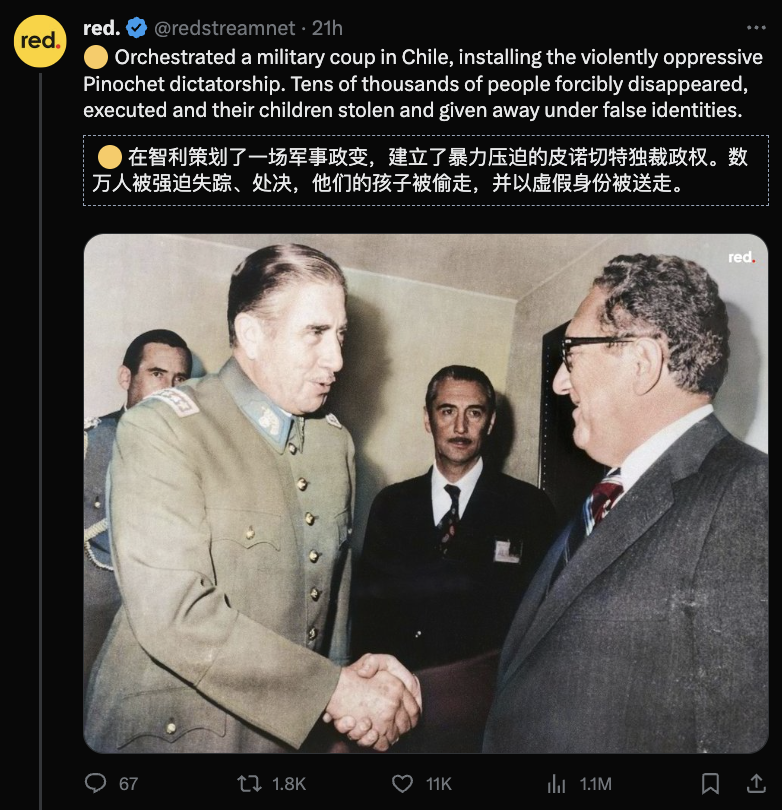 red.
red. @redstreamnet · 21h
🟡 Orchestrated a military coup in Chile, installing the violently oppressive
Pinochet dictatorship. Tens of thousands of people forcibly disappeared,
executed and their children stolen and given away under false identities.
🟡 在智利策划了一场军事政变，建立了暴力压迫的皮诺切特独裁政权。数
万人被强迫失踪、处决，他们的孩子被偷走，并以虚假身份被送走。
red.
67 1.8K 11K 1.1M